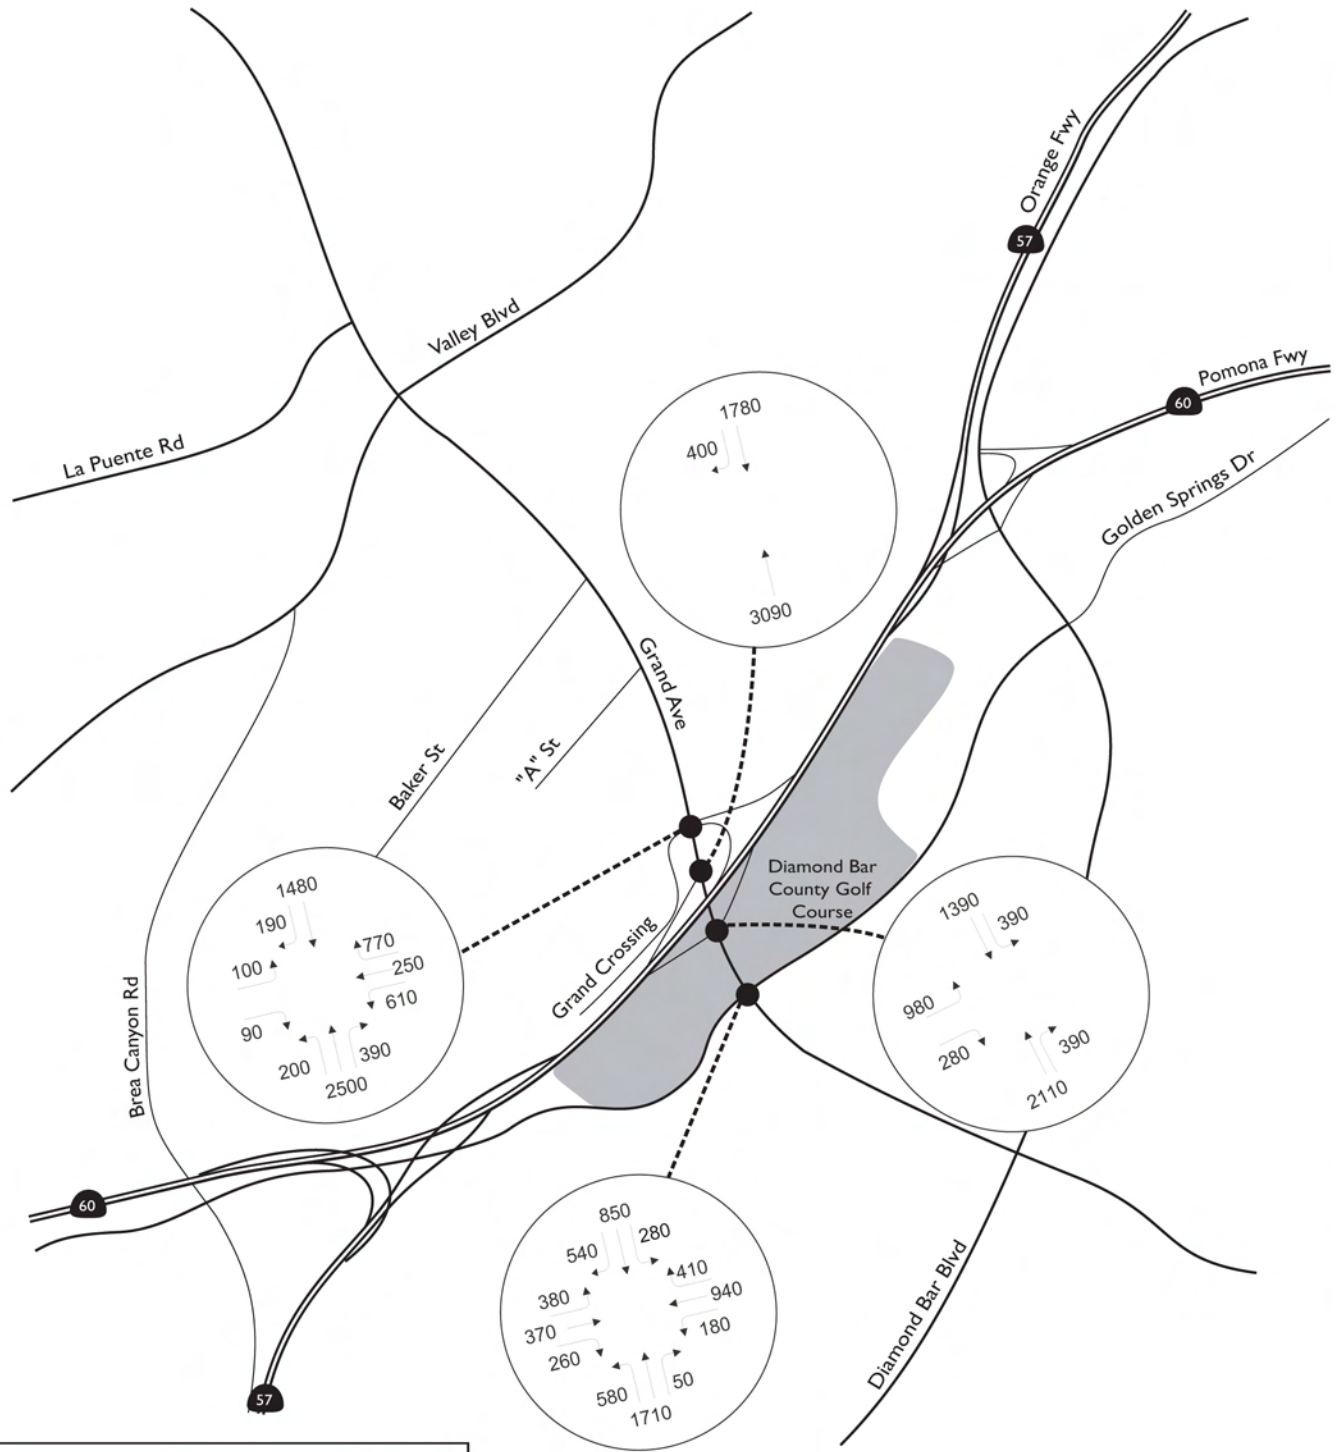 Orange Fwy
57
Valley Blvd
Pomona Fwy
60
La Puente Rd
1780
400
3090
Golden Springs Dr
Grand Ave
Baker St
"A" St
Diamond Bar
County Golf
Course
1480
190
770
100
250
610
90
200
390
2500
Grand Crossing
1390
390
980
280
390
2110
Brea Canyon Rd
60
850
280
540
410
380
940
370
180
260
50
580
1710
Diamond Bar Blvd
57